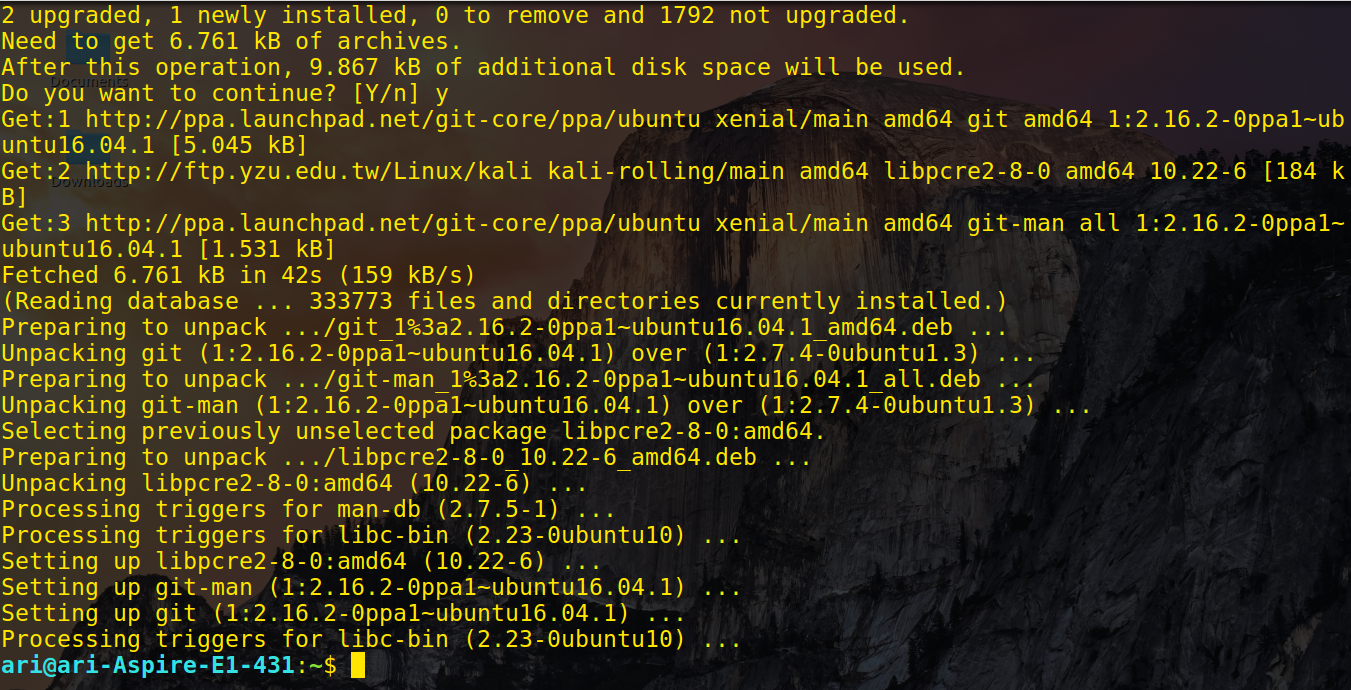 2 upgraded, 1 newly installed, 0 to remove and 1792 not upgraded.
Need to get 6.761 kB of archives.
After this operation, 9.867 kB of additional disk space will be used.
Do you want to continue? [Y/n] y
Get:1 http://ppa.launchpad.net/git-core/ppa/ubuntu xenial/main amd64 git amd64 1:2.16.2-0ppa1~ub
untu16.04.1 [5.045 kB]
Get:2 http://ftp.yzu.edu.tw/Linux/kali kali-rolling/main amd64 libpcre2-8-0 amd64 10.22-6 [184 k
B]
Get:3 http://ppa.launchpad.net/git-core/ppa/ubuntu xenial/main amd64 git-man all 1:2.16.2-0ppa1~
ubuntu16.04.1 [1.531 kB]
Fetched 6.761 kB in 42s (159 kB/s)
(Reading database ... 333773 files and directories currently installed.)
Preparing to unpack .../git_1%3a2.16.2-0ppa1~ubuntu16.04.1_amd64.deb ...
Unpacking git (1:2.16.2-0ppa1~ubuntu16.04.1) over (1:2.7.4-0ubuntu1.3) ...
Preparing to unpack .../git-man_1%3a2.16.2-0ppa1~ubuntu16.04.1_all.deb ...
Unpacking git-man (1:2.16.2-0ppa1~ubuntu16.04.1) over (1:2.7.4-0ubuntu1.3) ...
Selecting previously unselected package libpcre2-8-0:amd64.
Preparing to unpack .../libpcre2-8-0_10.22-6_amd64.deb ...
Unpacking libpcre2-8-0:amd64 (10.22-6) ...
Processing triggers for man-db (2.7.5-1) ...
Processing triggers for libc-bin (2.23-0ubuntu10) ...
Setting up libpcre2-8-0:amd64 (10.22-6) ...
Setting up git-man (1:2.16.2-0ppa1~ubuntu16.04.1) ...
Setting up git (1:2.16.2-0ppa1~ubuntu16.04.1) ...
Processing triggers for libc-bin (2.23-0ubuntu10) ...
ari@ari-Aspire-E1-431:~$
Documents
Downloads